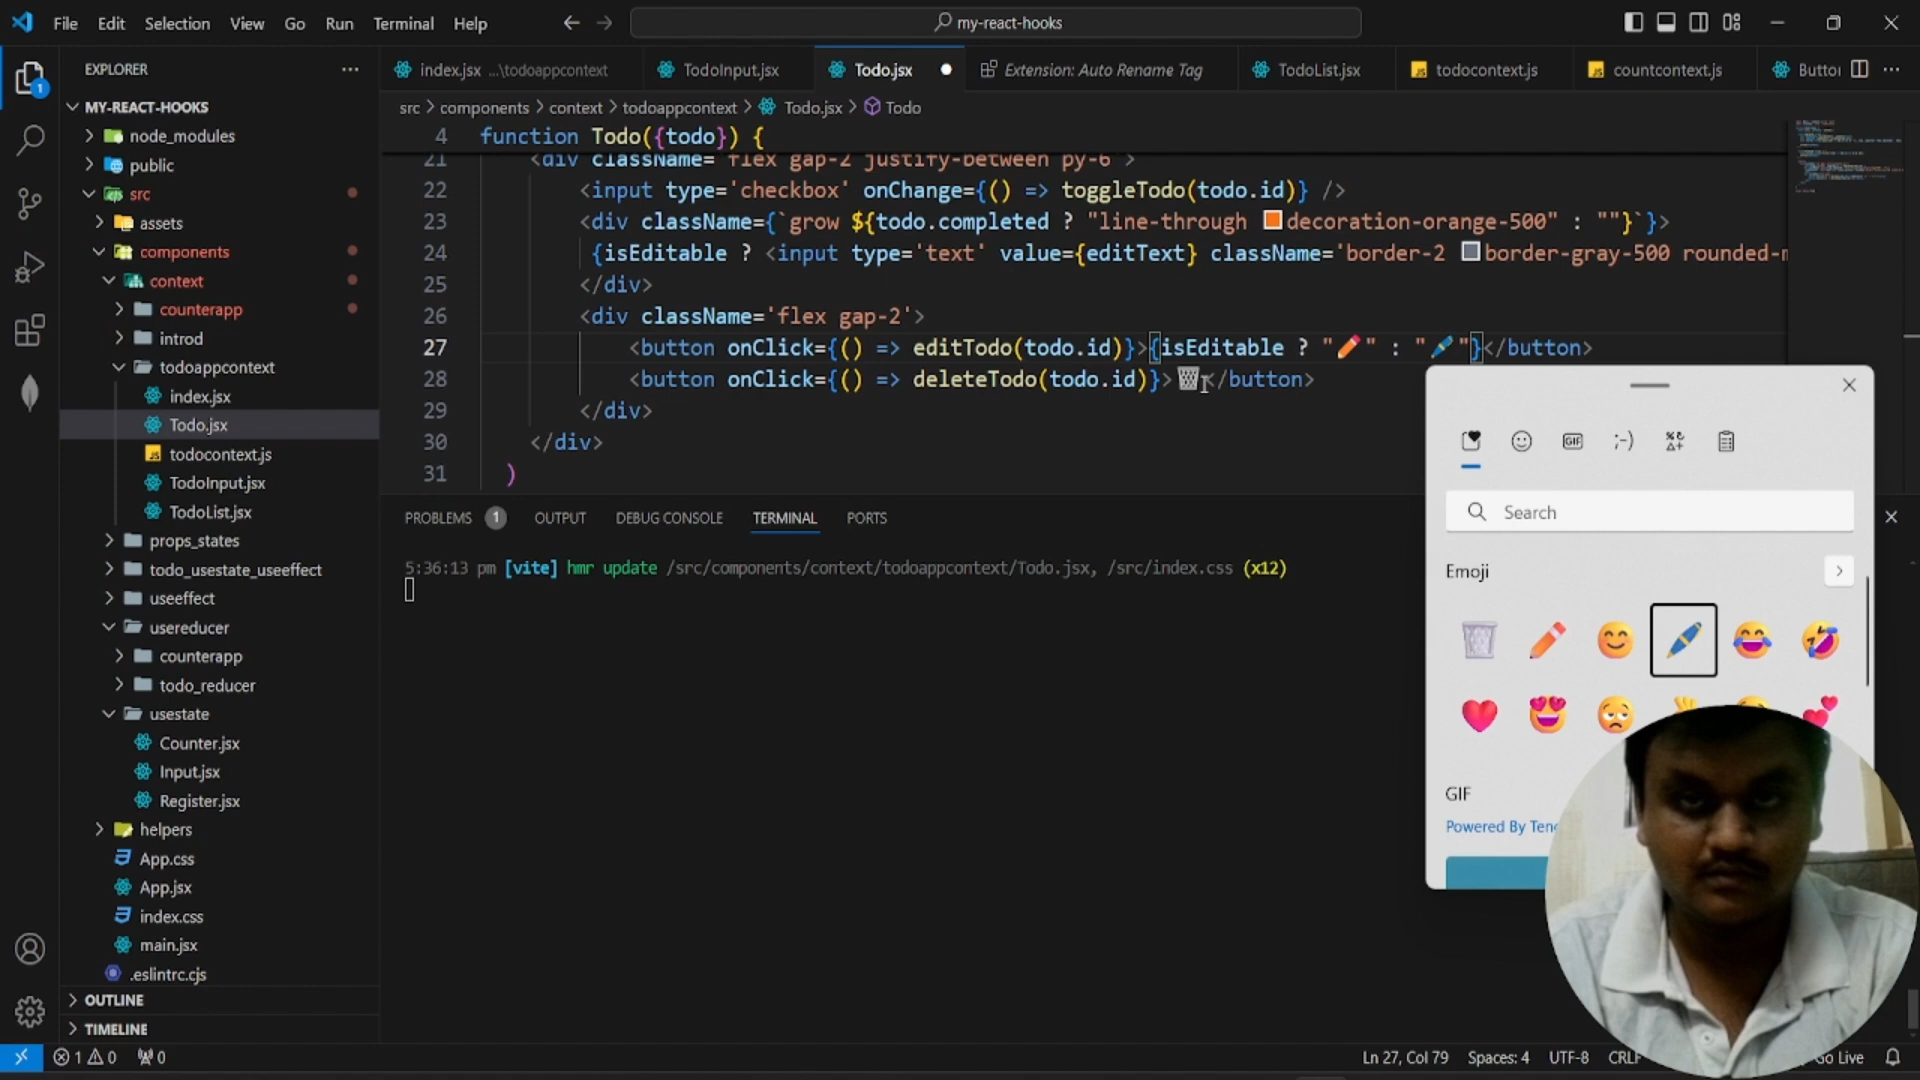 File Edit Selection View Go Run Terminal Help
my-react-hooks
EXPLORER
index.jsx ...\todoappcontext
TodoInput.jsx
Todo.jsx
Extension: Auto Rename Tag
TodoList.jsx
todocontext.js
countcontext.js
src > components > context > todoappcontext > Todo.jsx > Todo
MY-REACT-HOOKS
node_modules
public
src
assets
components
context
counterapp
introd
todoappcontext
index.jsx
Todo.jsx
todocontext.js
TodoInput.jsx
TodoList.jsx
props_states
todo_usestate_useeffect
useeffect
usereducer
counterapp
todo_reducer
usestate
Counter.jsx
Input.jsx
Register.jsx
helpers
App.css
App.jsx
index.css
main.jsx
.eslintrc.cjs
OUTLINE
TIMELINE
4 function Todo({todo}) {
21 <div className='flex gap-2 justify-between py-6'>
22 <input type='checkbox' onChange={() => toggleTodo(todo.id)} />
23 <div className={`grow ${todo.completed ? "line-through decoration-orange-500" : ""}`}>
24 {isEditable ? <input type='text' value={editText} className='border-2 border-gray-500 rounded-m
25 </div>
26 <div className='flex gap-2'>
27 <button onClick={() => editTodo(todo.id)}>{isEditable ? "✏️" : "🖊️"}</button>
28 <button onClick={() => deleteTodo(todo.id)}>🗑️</button>
29 </div>
30 </div>
31 )
PROBLEMS 1 OUTPUT DEBUG CONSOLE TERMINAL PORTS
5:36:13 pm [vite] hmr update /src/components/context/todoappcontext/Todo.jsx, /src/index.css (x12)
GIF
Search
Emoji
GIF
Powered By
1 0 0
Ln 27, Col 79 Spaces: 4 UTF-8 Live